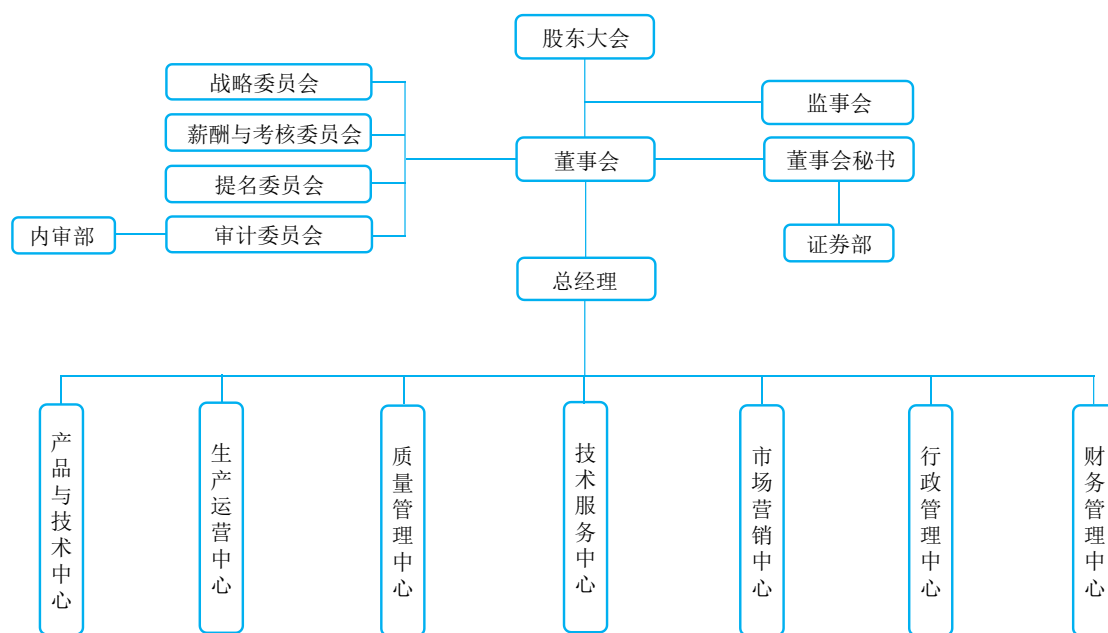 股东大会
战略委员会
监事会
薪酬与考核委员会
董事会
董事会秘书
提名委员会
内审部
审计委员会
证券部
总经理
产品与技术中心
生产运营中心
质量管理中心
技术服务中心
市场营销中心
行政管理中心
财务管理中心